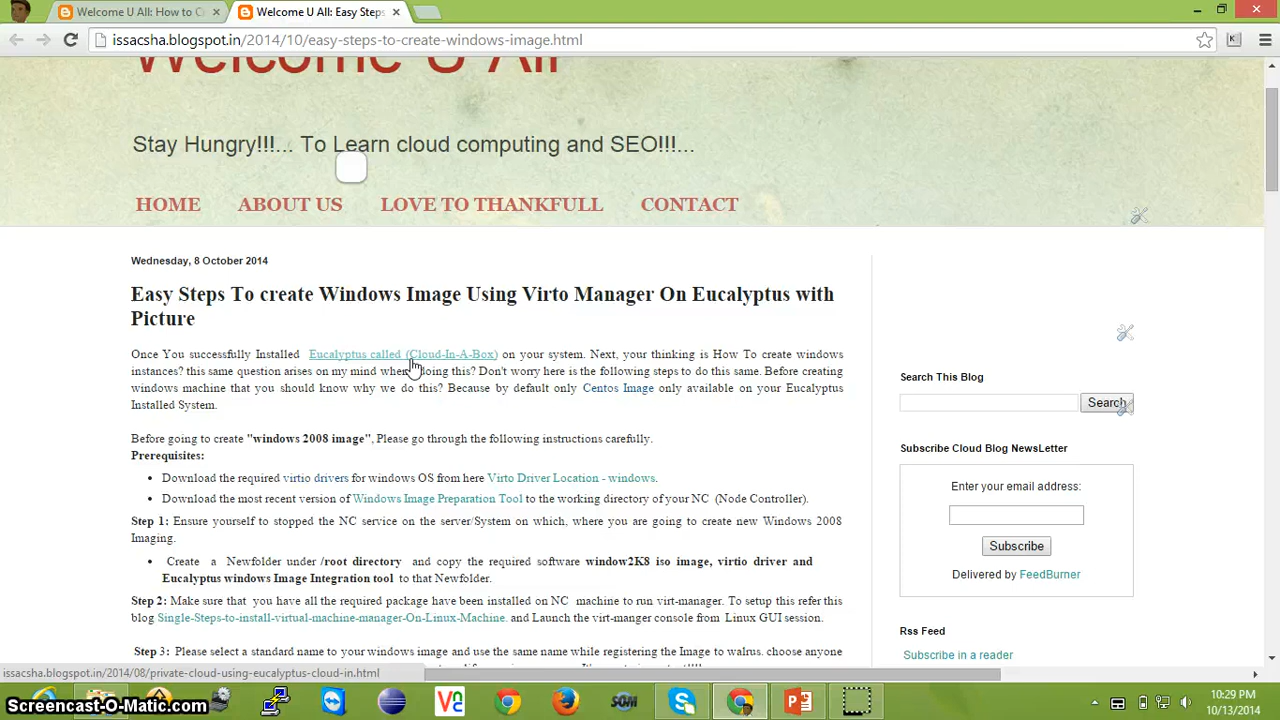 Welcome U All: How to C
Welcome U All: Easy Steps
issacsha.blogspot.in/2014/10/easy-steps-to-create-windows-image.html
Welcome U All
Stay Hungry!!!... To Learn cloud computing and SEO!!!...
HOME ABOUT US LOVE TO THANKFULL CONTACT
Wednesday, 8 October 2014
Easy Steps To create Windows Image Using Virto Manager On Eucalyptus with
Picture
Once You successfully Installed Eucalyptus called (Cloud-In-A-Box) on your system. Next, your thinking is How To create windows
instances? this same question arises on my mind when doing this? Don't worry here is the following steps to do this same. Before creating
windows machine that you should know why we do this? Because by default only Centos Image only available on your Eucalyptus
Installed System.
Before going to create "windows 2008 image", Please go through the following instructions carefully.
Prerequisites:
• Download the required virtio drivers for windows OS from here Virto Driver Location - windows.
• Download the most recent version of Windows Image Preparation Tool to the working directory of your NC (Node Controller).
Step 1: Ensure yourself to stopped the NC service on the server/System on which, where you are going to create new Windows 2008
Imaging.
• Create a Newfolder under /root directory and copy the required software window2K8 iso image, virtio driver and
Eucalyptus windows Image Integration tool to that Newfolder.
Step 2: Make sure that you have all the required package have been installed on NC machine to run virt-manager. To setup this refer this
blog Single-Steps-to-install-virtual-machine-manager-On-Linux-Machine. and Launch the virt-manger console from Linux GUI session.
Step 3: Please select a standard name to your windows image and use the same name while registering the Image to walrus. choose anyone
Search This Blog
Search
Subscribe Cloud Blog NewsLetter
Enter your email address:
Subscribe
Delivered by FeedBurner
Rss Feed
Subscribe in a reader
issacsha.blogspot.in/2014/08/private-cloud-using-eucalyptus-cloud-in.html
Screencast-O-Matic.com
SOM
10:29 PM
10/13/2014